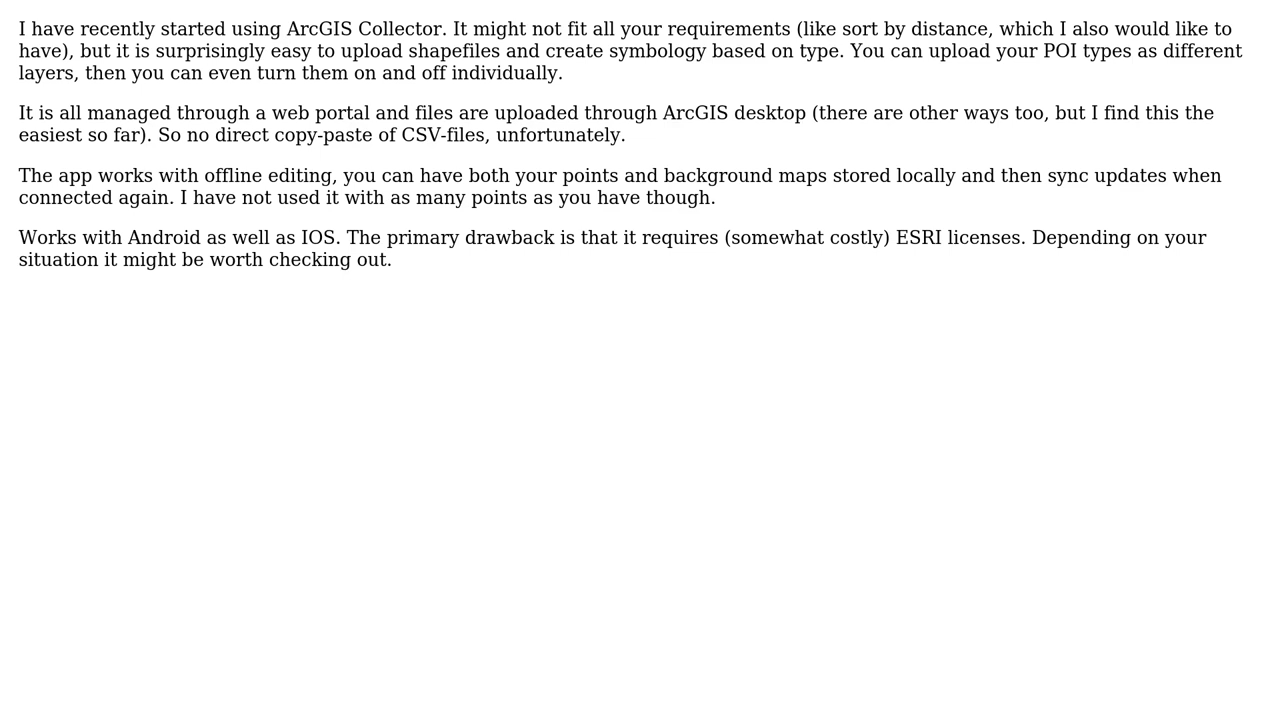 I have recently started using ArcGIS Collector. It might not fit all your requirements (like sort by distance, which I also would like to
have), but it is surprisingly easy to upload shapefiles and create symbology based on type. You can upload your POI types as different
layers, then you can even turn them on and off individually.
It is all managed through a web portal and files are uploaded through ArcGIS desktop (there are other ways too, but I find this the
easiest so far). So no direct copy-paste of CSV-files, unfortunately.
The app works with offline editing, you can have both your points and background maps stored locally and then sync updates when
connected again. I have not used it with as many points as you have though.
Works with Android as well as IOS. The primary drawback is that it requires (somewhat costly) ESRI licenses. Depending on your
situation it might be worth checking out.